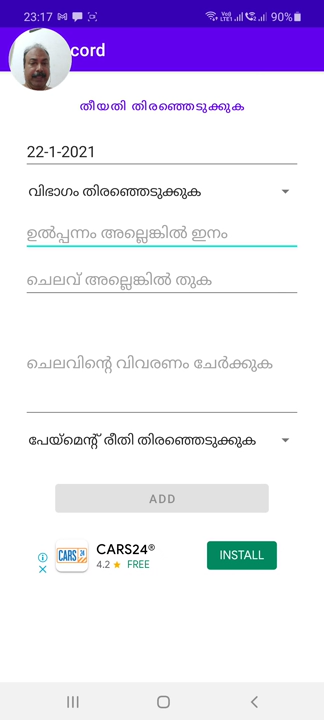 23:17
90%
cord
തീയതി തിരഞ്ഞെടുക്കുക
22-1-2021
വിഭാഗം തിരഞ്ഞെടുക്കുക
ഉൽപ്പന്നം അല്ലെങ്കിൽ ഇനം
ചെലവ് അല്ലെങ്കിൽ തുക
ചെലവിന്റെ വിവരണം ചേർക്കുക
പേയ്മെന്റ് രീതി തിരഞ്ഞെടുക്കുക
ADD
CARS24
CARS24®
4.2 ★ FREE
INSTALL